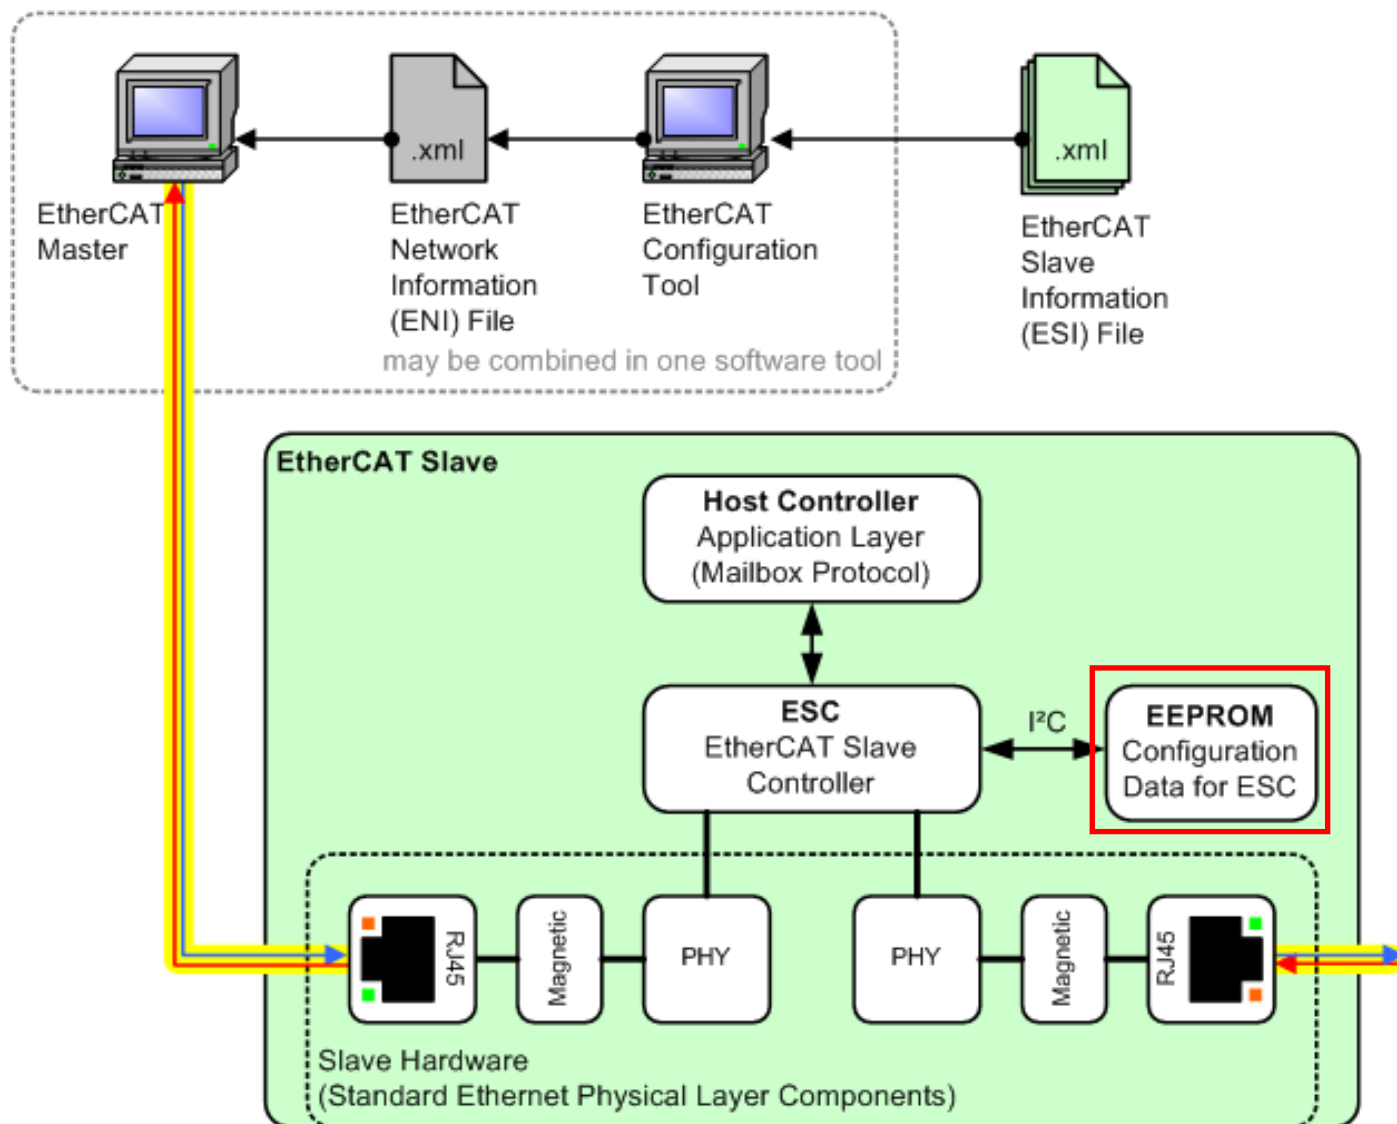 .xml
.xml
EtherCAT
Master
EtherCAT
Network
Information
(ENI) File
EtherCAT
Configuration
Tool
EtherCAT
Slave
Information
(ESI) File
may be combined in one software tool
EtherCAT Slave
Host Controller
Application Layer
(Mailbox Protocol)
ESC
EtherCAT Slave
Controller
I²C
EEPROM
Configuration
Data for ESC
RJ45
Magnetic
PHY
PHY
Magnetic
RJ45
Slave Hardware
(Standard Ethernet Physical Layer Components)